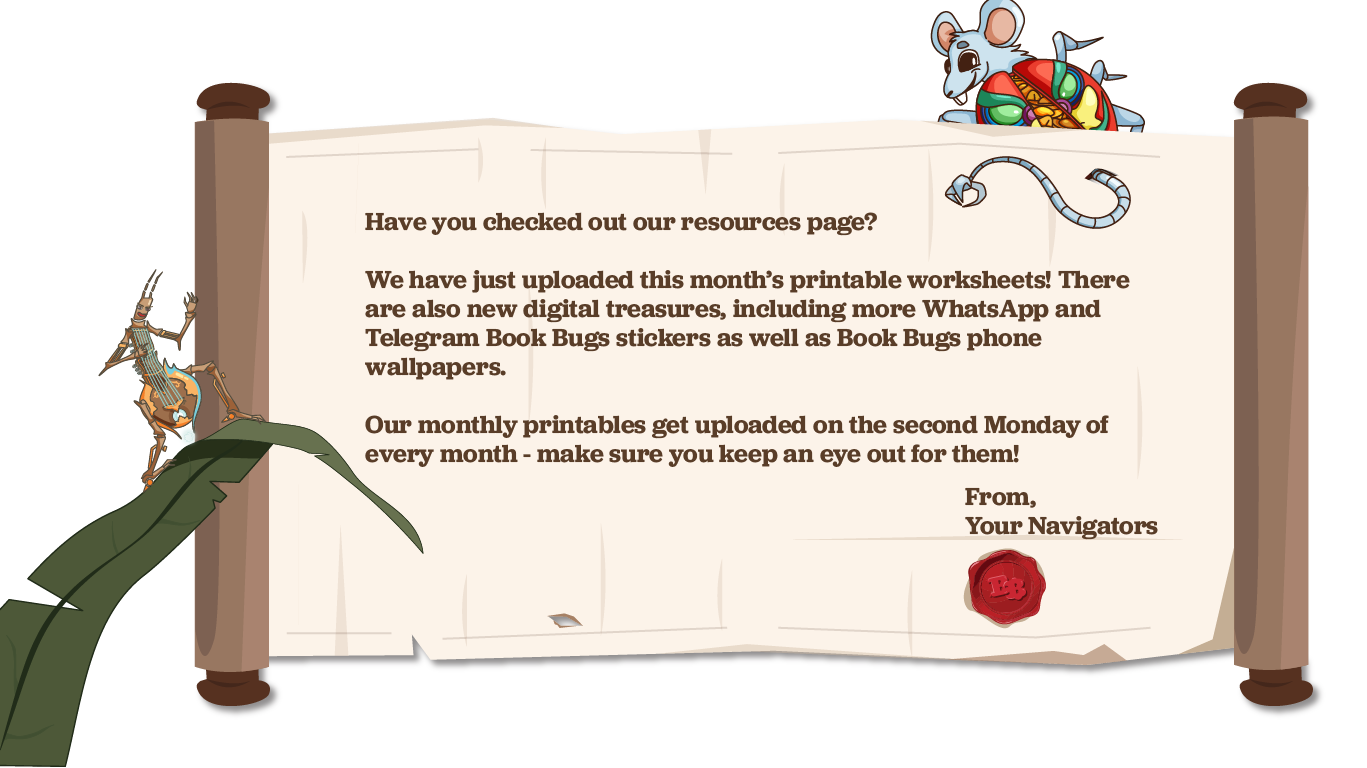 Have you checked out our resources page?
We have just uploaded this month’s printable worksheets! There
are also new digital treasures, including more WhatsApp and
Telegram Book Bugs stickers as well as Book Bugs phone
wallpapers.
Our monthly printables get uploaded on the second Monday of
every month - make sure you keep an eye out for them!
From,
Your Navigators
BB